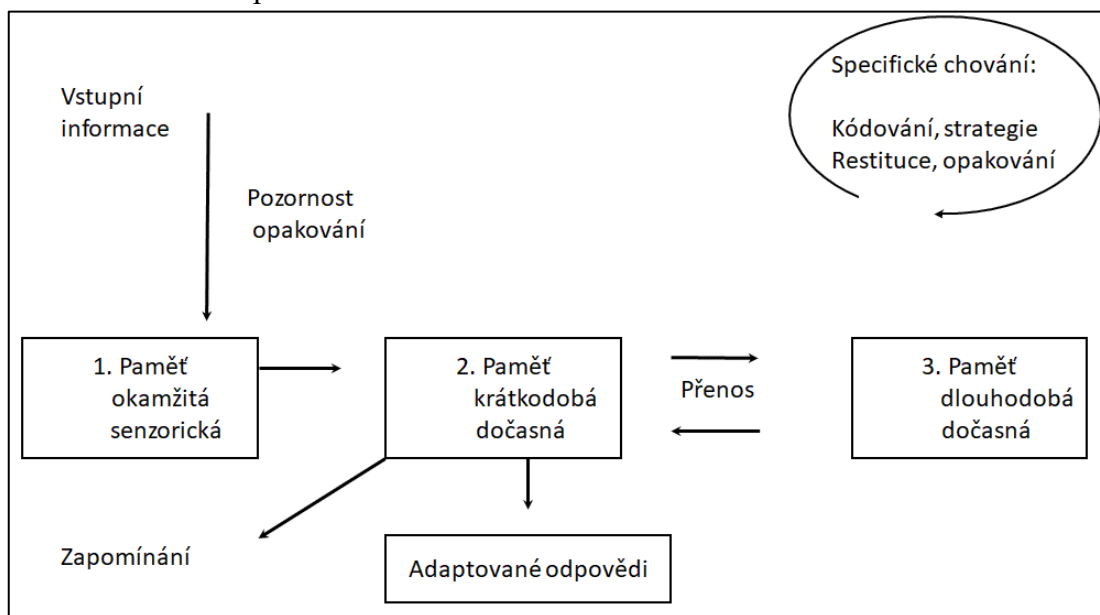 Vstupní
informace
Specifické chování:
Kódování, strategie
Restituce, opakování
Pozornost
opakování
1. Paměť
okamžitá
senzorická
2. Paměť
krátkodobá
dočasná
Přenos
3. Paměť
dlouhodobá
dočasná
Zapomínání
Adaptované odpovědi